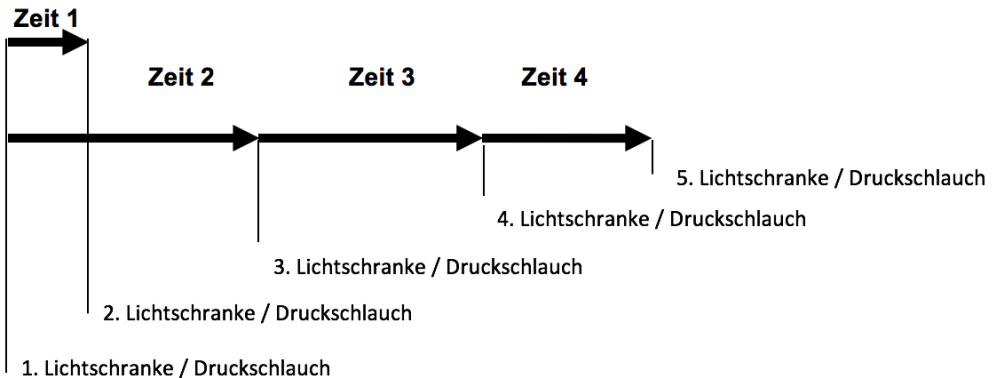 Zeit 1
Zeit 2 Zeit 3 Zeit 4
5. Lichtschranke / Druckschlauch
4. Lichtschranke / Druckschlauch
3. Lichtschranke / Druckschlauch
2. Lichtschranke / Druckschlauch
1. Lichtschranke / Druckschlauch